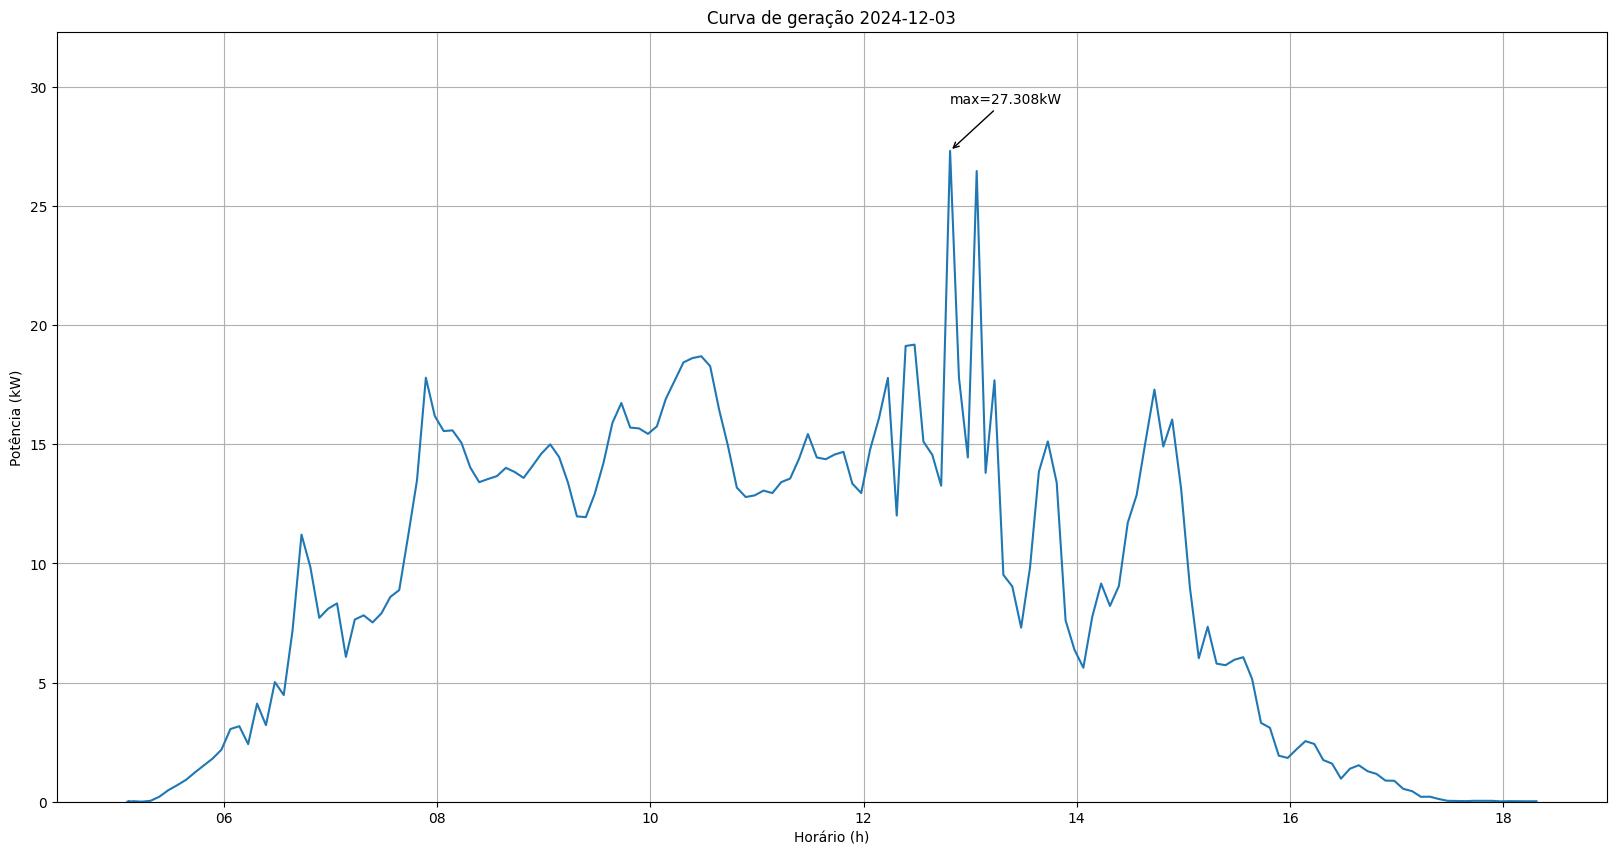 Curva de geração 2024-12-03
max=27.308kW
30
25
20
15
10
5
0
Potência (kW)
06 08 10 12 14 16 18
Horário (h)